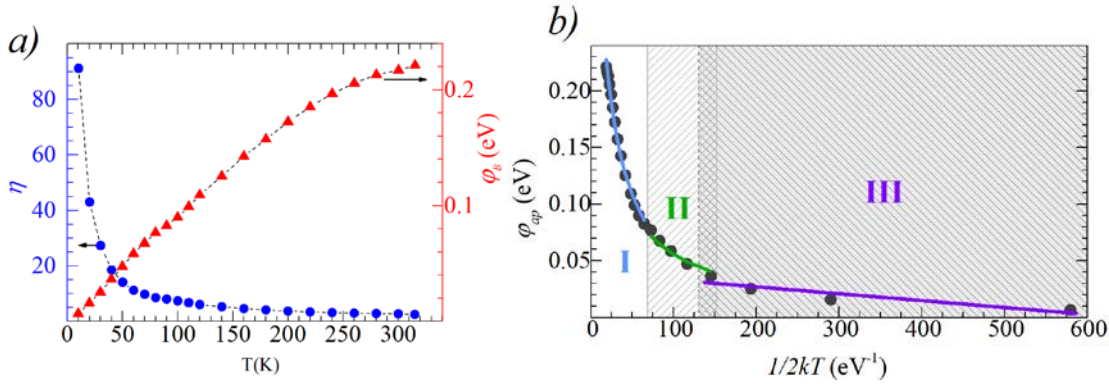 a)
80
60
40
20
η
0 50 100 150 200 250 300
T(K)
0.2
0.1
φB (eV)
b)
0.20
0.15
0.10
0.05
φap (eV)
I
II
III
0 100 200 300 400 500 600
1/2kT (eV⁻¹)